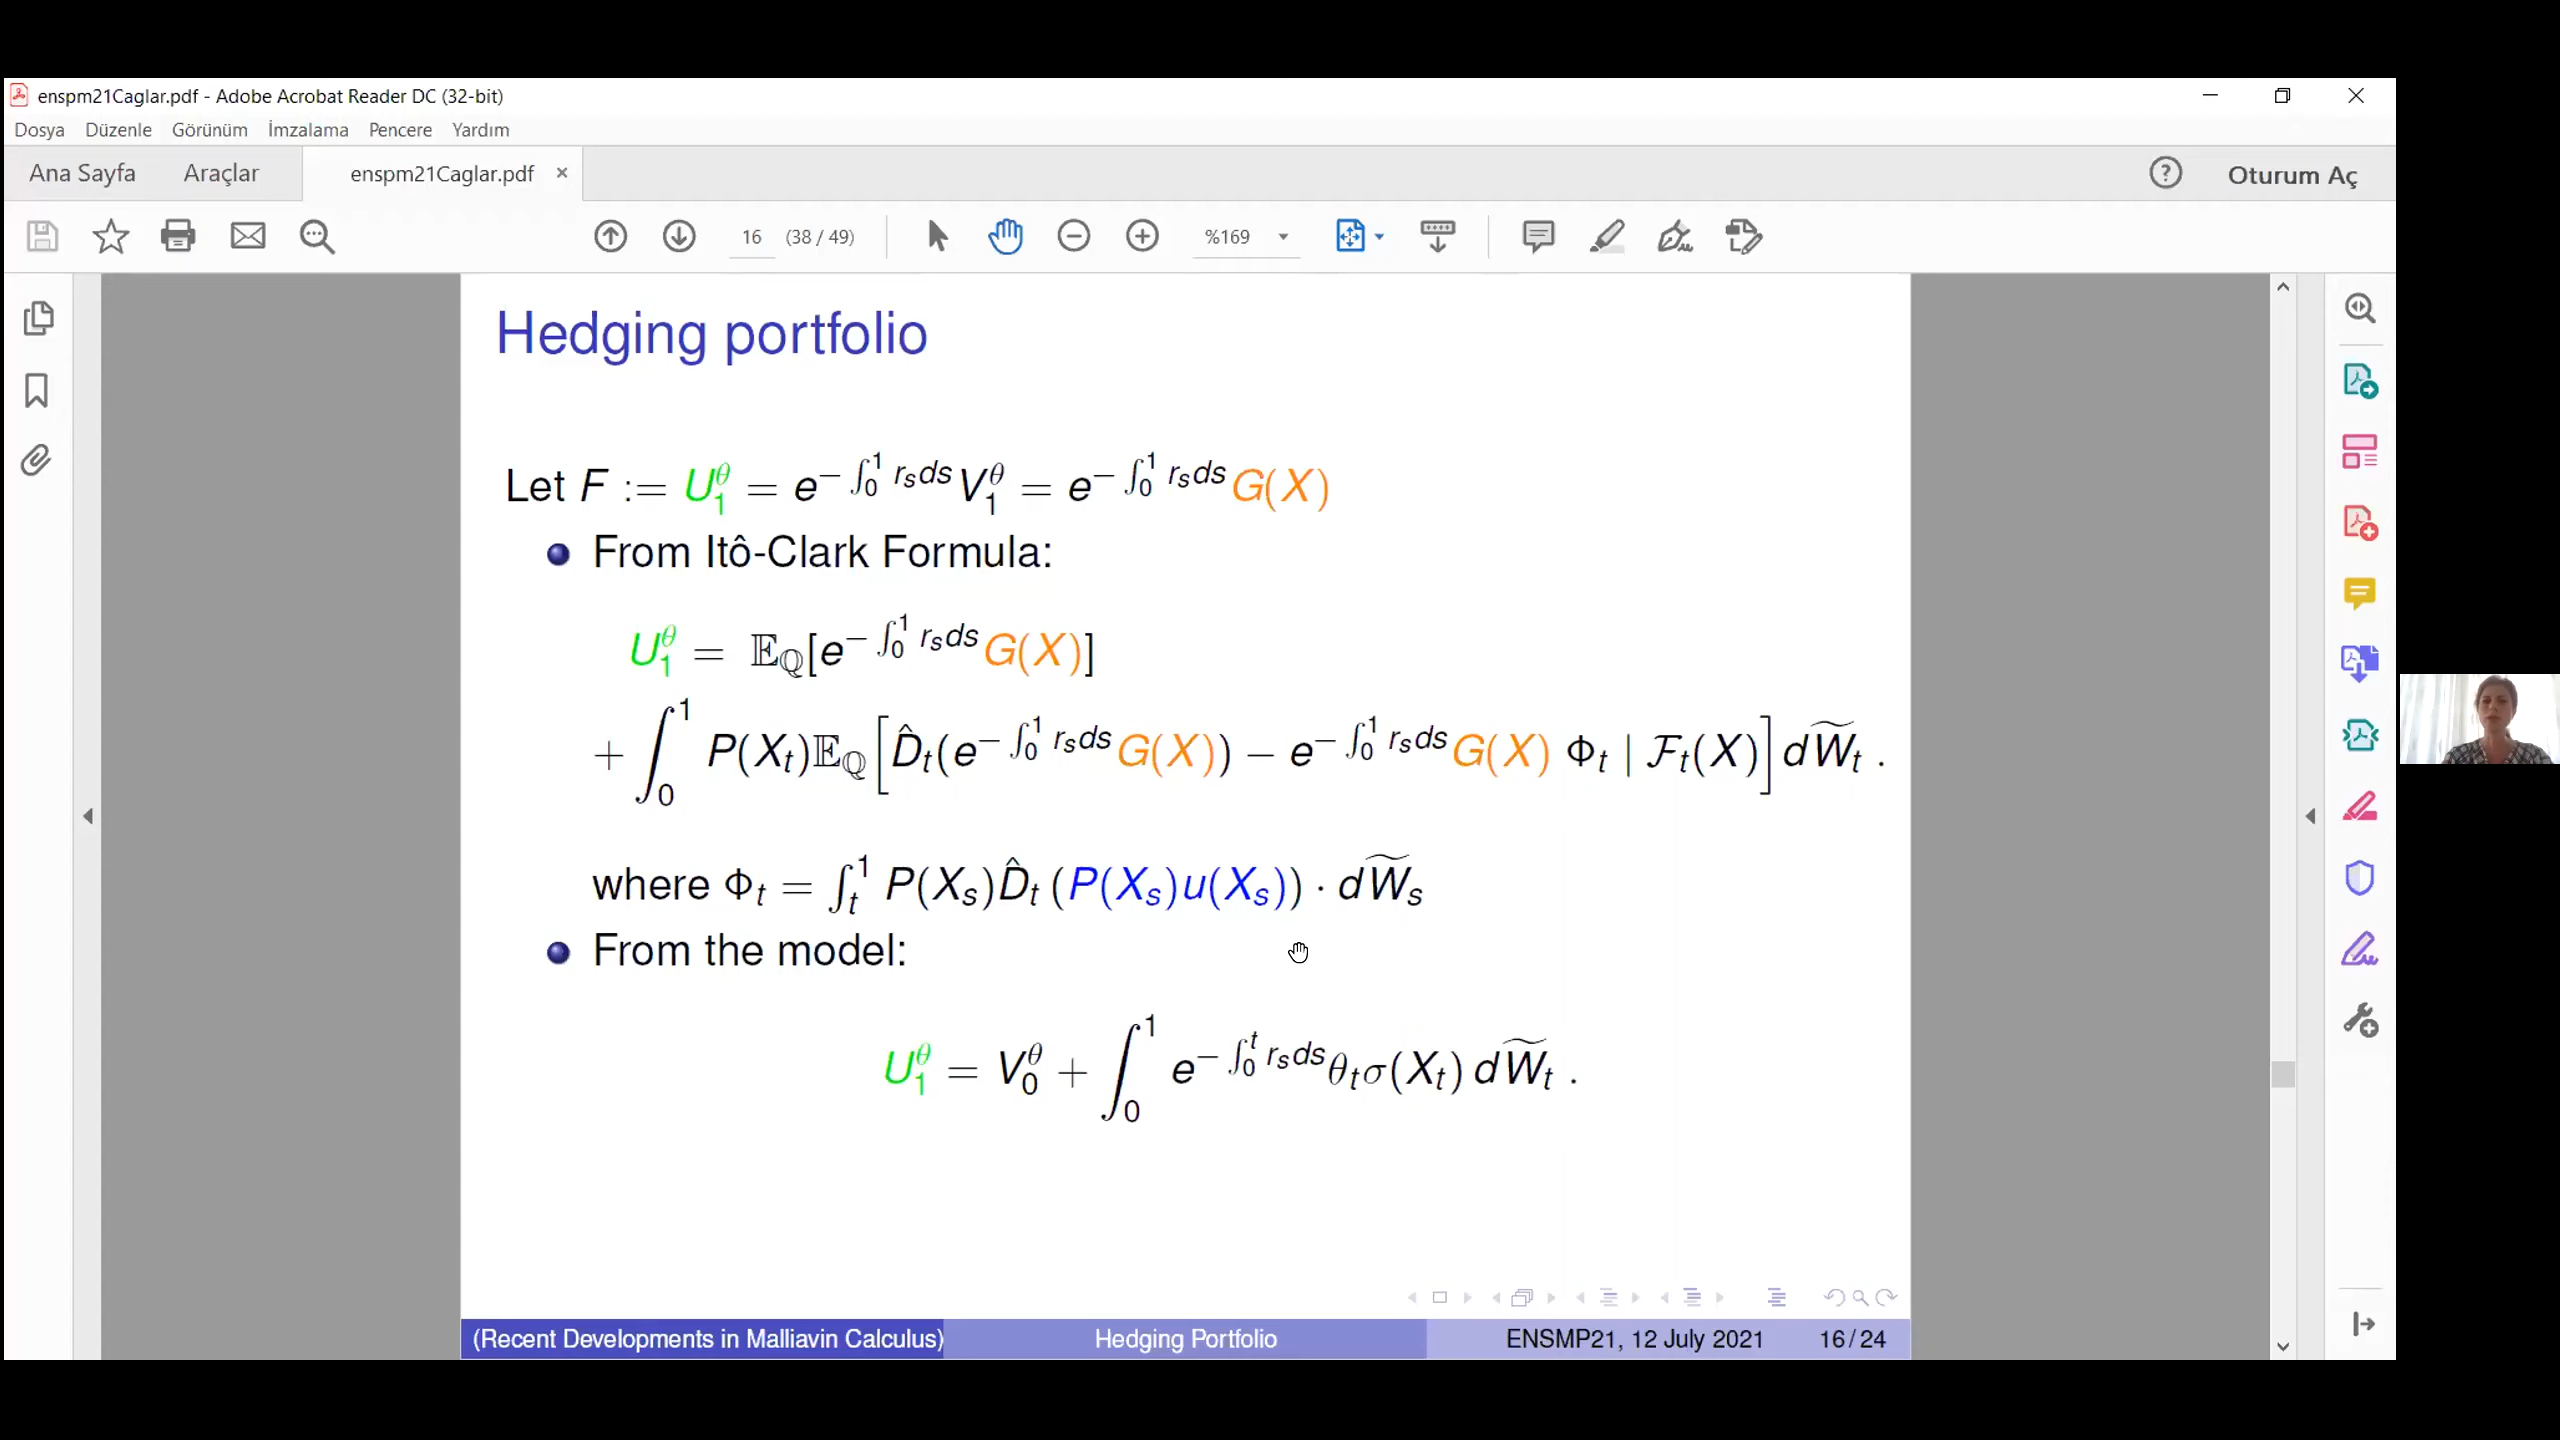 enspm21Caglar.pdf - Adobe Acrobat Reader DC (32-bit)
Dosya Düzenle Görünüm İmzalama Pencere Yardım
Ana Sayfa Araçlar enspm21Caglar.pdf × Oturum Aç
16 (38 / 49) %169
Hedging portfolio
Let F := U_1^θ = e^{− ∫_0^1 r_s ds} V_1^θ = e^{− ∫_0^1 r_s ds} G(X)
From Itô-Clark Formula:
U_1^θ = 𝔼_ℚ[e^{− ∫_0^1 r_s ds} G(X)]
+ ∫_0^1 P(X_t)𝔼_ℚ[D̂_t(e^{− ∫_0^1 r_s ds} G(X)) − e^{− ∫_0^1 r_s ds} G(X) Φ_t | ℱ_t(X)] dW̃_t .
where Φ_t = ∫_t^1 P(X_s)D̂_t (P(X_s)u(X_s)) · dW̃_s
From the model:
U_1^θ = V_0^θ + ∫_0^1 e^{− ∫_0^t r_s ds} θ_t σ(X_t) dW̃_t .
(Recent Developments in Malliavin Calculus) Hedging Portfolio ENSMP21, 12 July 2021 16 / 24